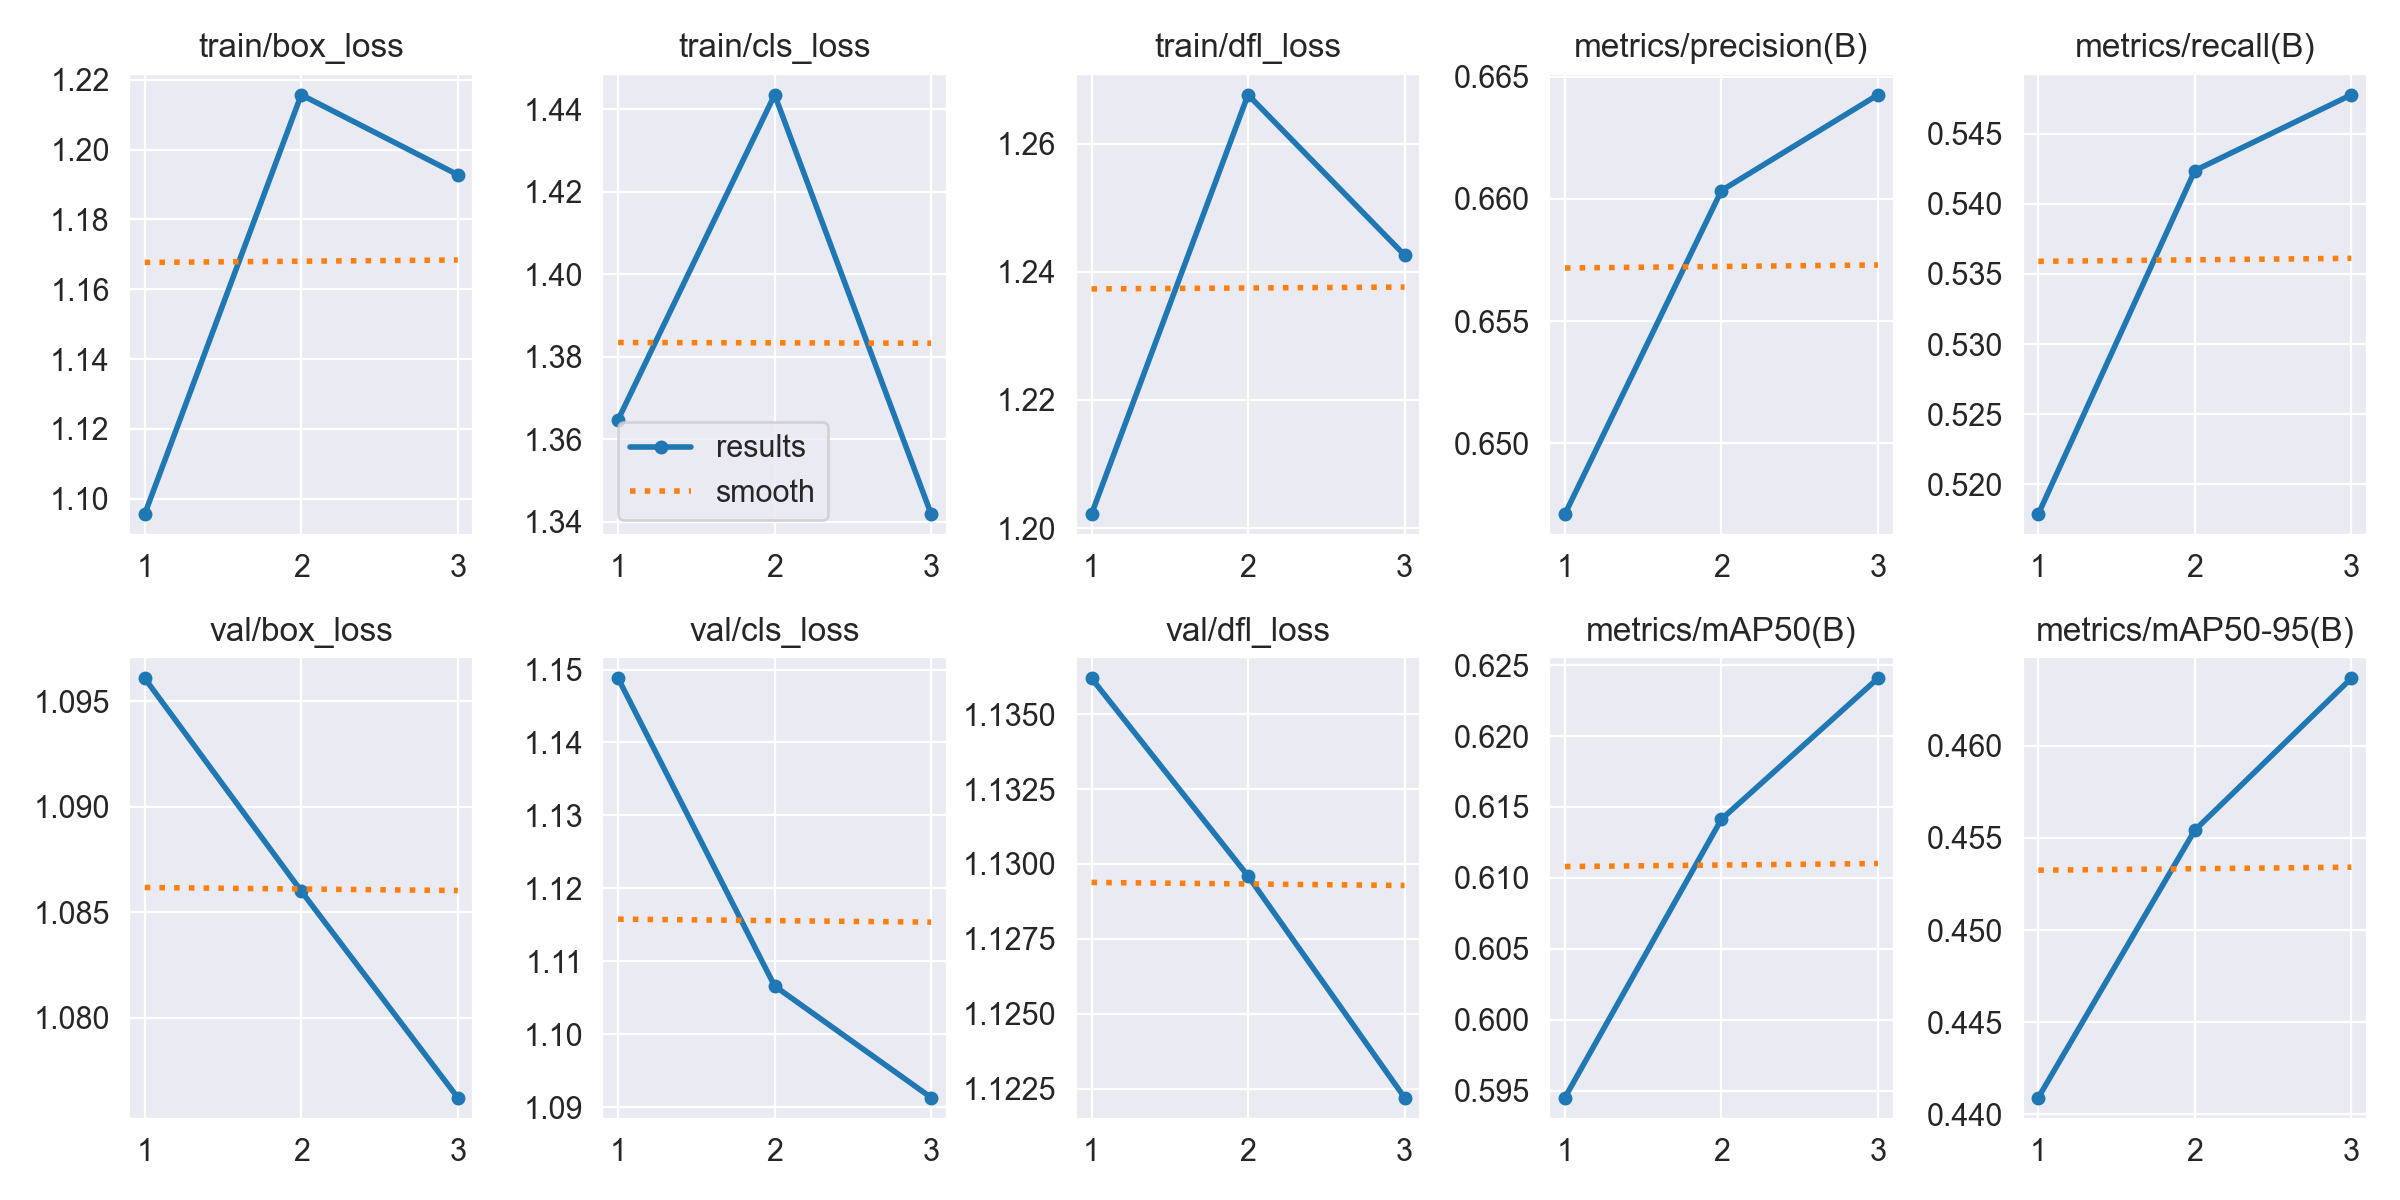 train/box_loss
1.22
1.20
1.18
1.16
1.14
1.12
1.10
1 2 3
train/cls_loss
1.44
1.42
1.40
1.38
1.36
1.34
results
smooth
1 2 3
train/dfl_loss
1.26
1.24
1.22
1.20
1 2 3
metrics/precision(B)
0.665
0.660
0.655
0.650
1 2 3
metrics/recall(B)
0.545
0.540
0.535
0.530
0.525
0.520
1 2 3
val/box_loss
1.095
1.090
1.085
1.080
1 2 3
val/cls_loss
1.15
1.14
1.13
1.12
1.11
1.10
1.09
1 2 3
val/dfl_loss
1.1350
1.1325
1.1300
1.1275
1.1250
1.1225
1 2 3
metrics/mAP50(B)
0.625
0.620
0.615
0.610
0.605
0.600
0.595
1 2 3
metrics/mAP50-95(B)
0.460
0.455
0.450
0.445
0.440
1 2 3